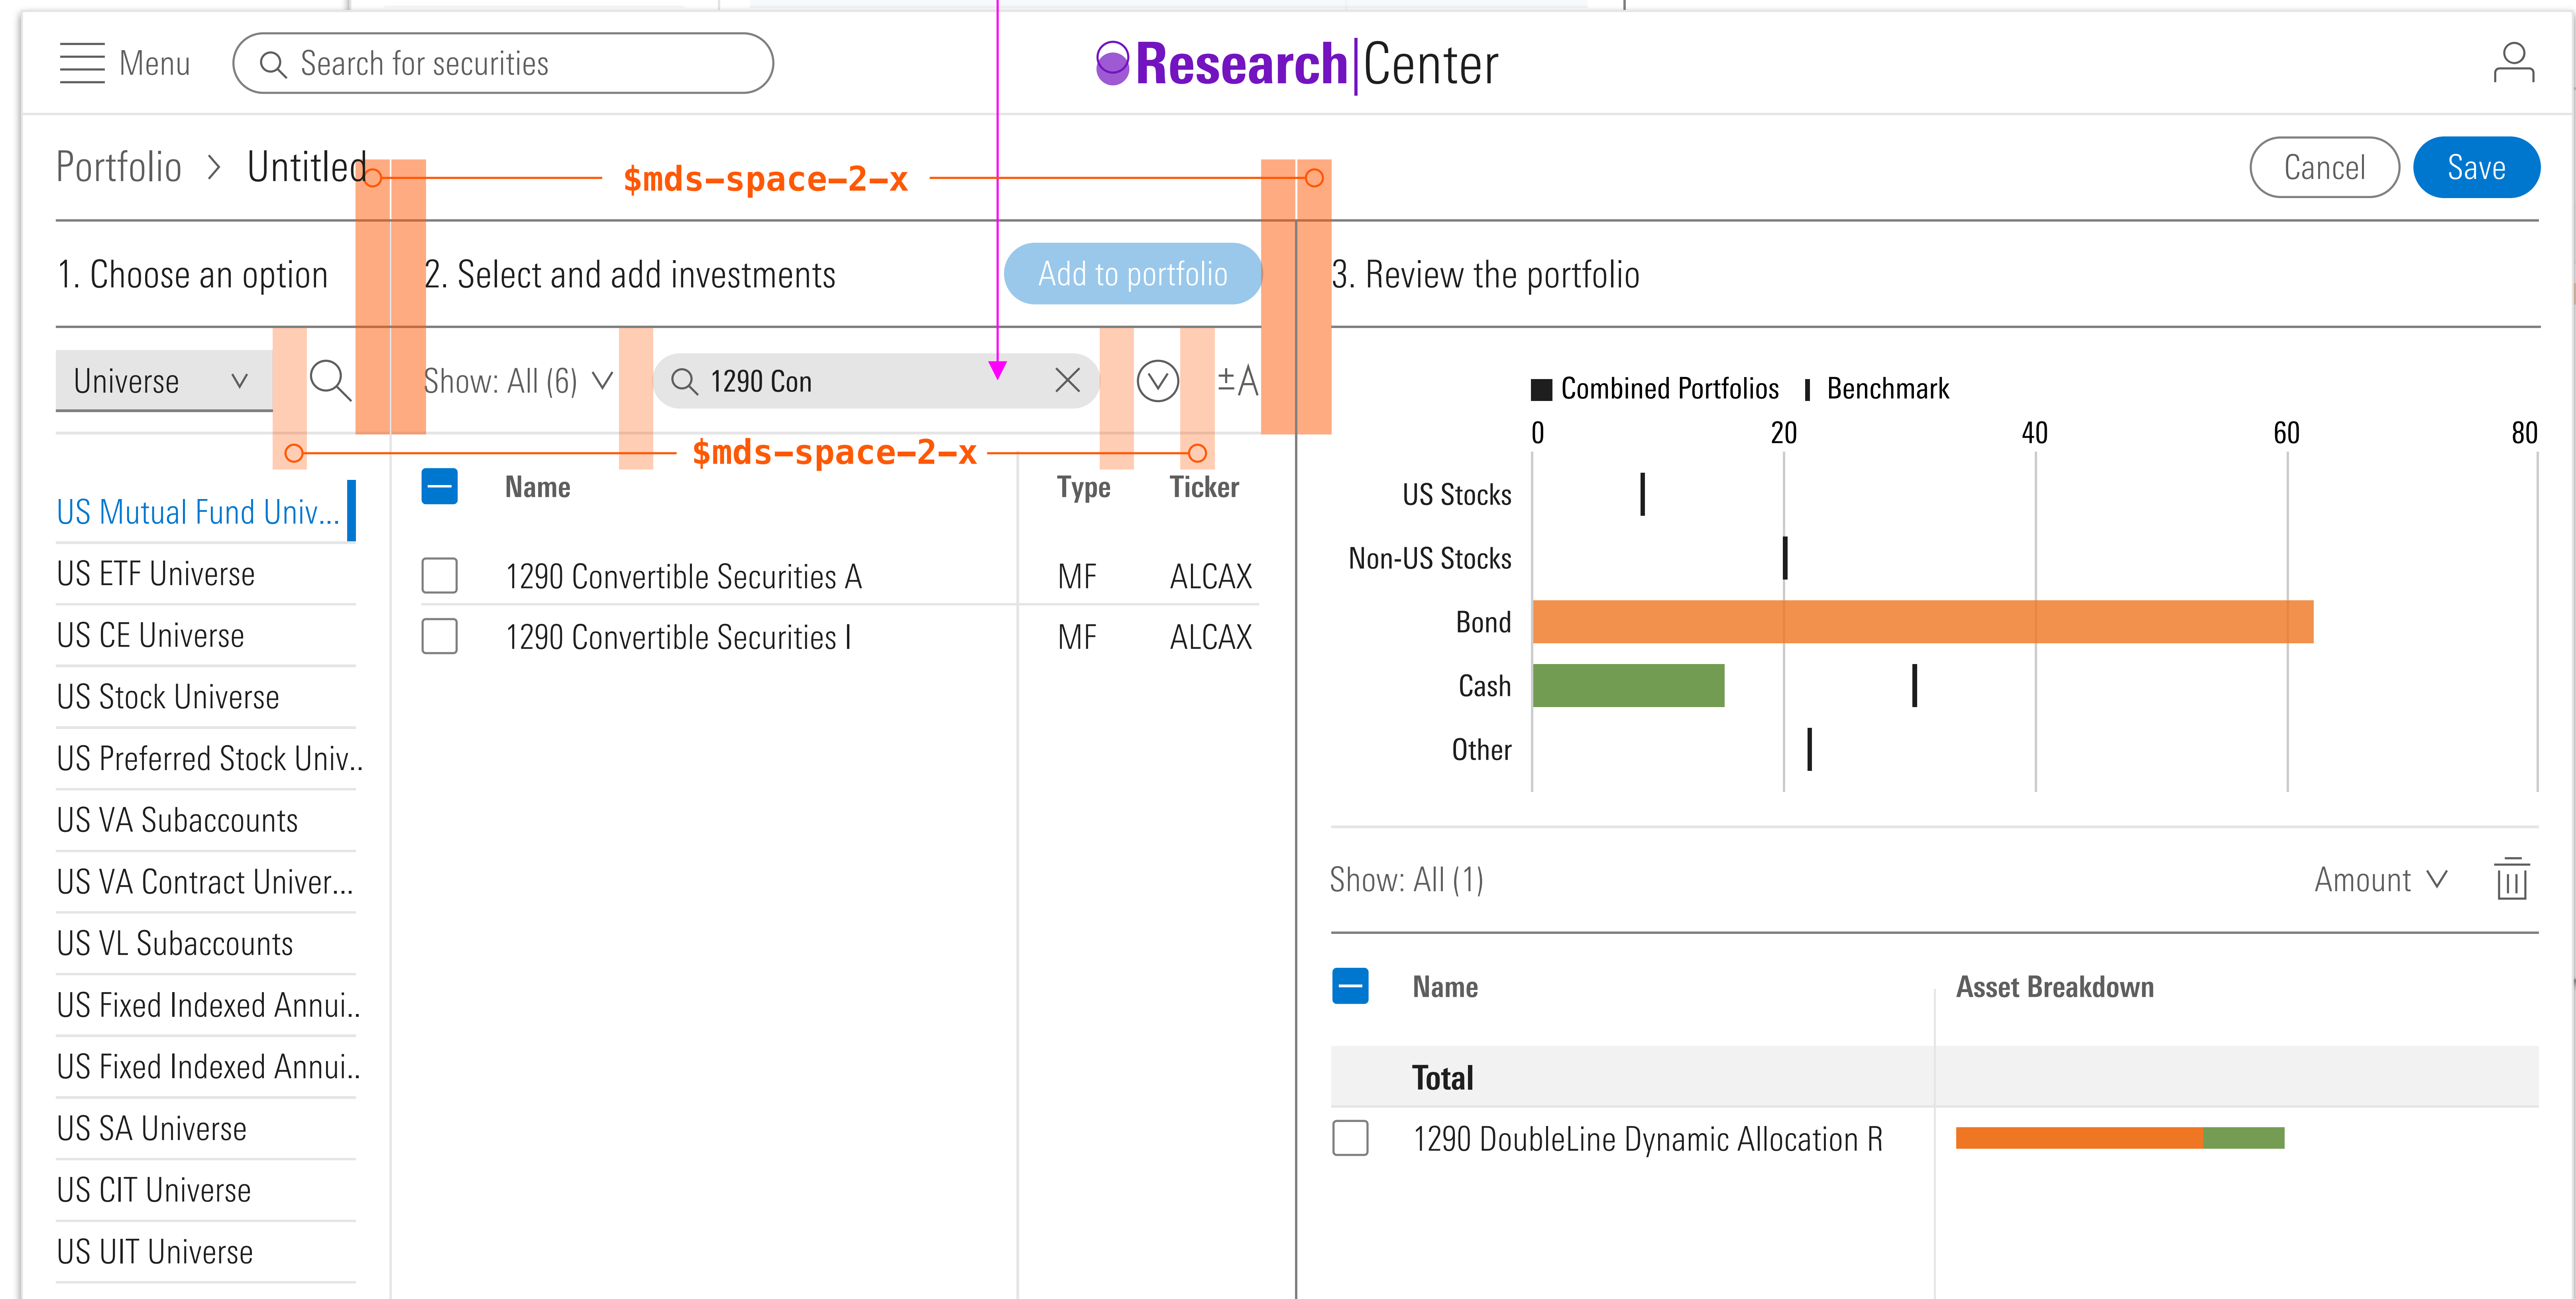 Menu
Search for securities
Research|Center
Portfolio > Untitled
$mds-space-2-x
Cancel
Save
1. Choose an option
2. Select and add investments
Add to portfolio
3. Review the portfolio
Universe
Show: All (6)
1290 Con
±A
$mds-space-2-x
US Mutual Fund Univ...
US ETF Universe
US CE Universe
US Stock Universe
US Preferred Stock Univ..
US VA Subaccounts
US VA Contract Univer...
US VL Subaccounts
US Fixed Indexed Annui..
US Fixed Indexed Annui..
US SA Universe
US CIT Universe
US UIT Universe
Name Type Ticker
1290 Convertible Securities A MF ALCAX
1290 Convertible Securities I MF ALCAX
Combined Portfolios Benchmark
0 20 40 60 80
US Stocks
Non-US Stocks
Bond
Cash
Other
Show: All (1)
Amount
Name Asset Breakdown
Total
1290 DoubleLine Dynamic Allocation R